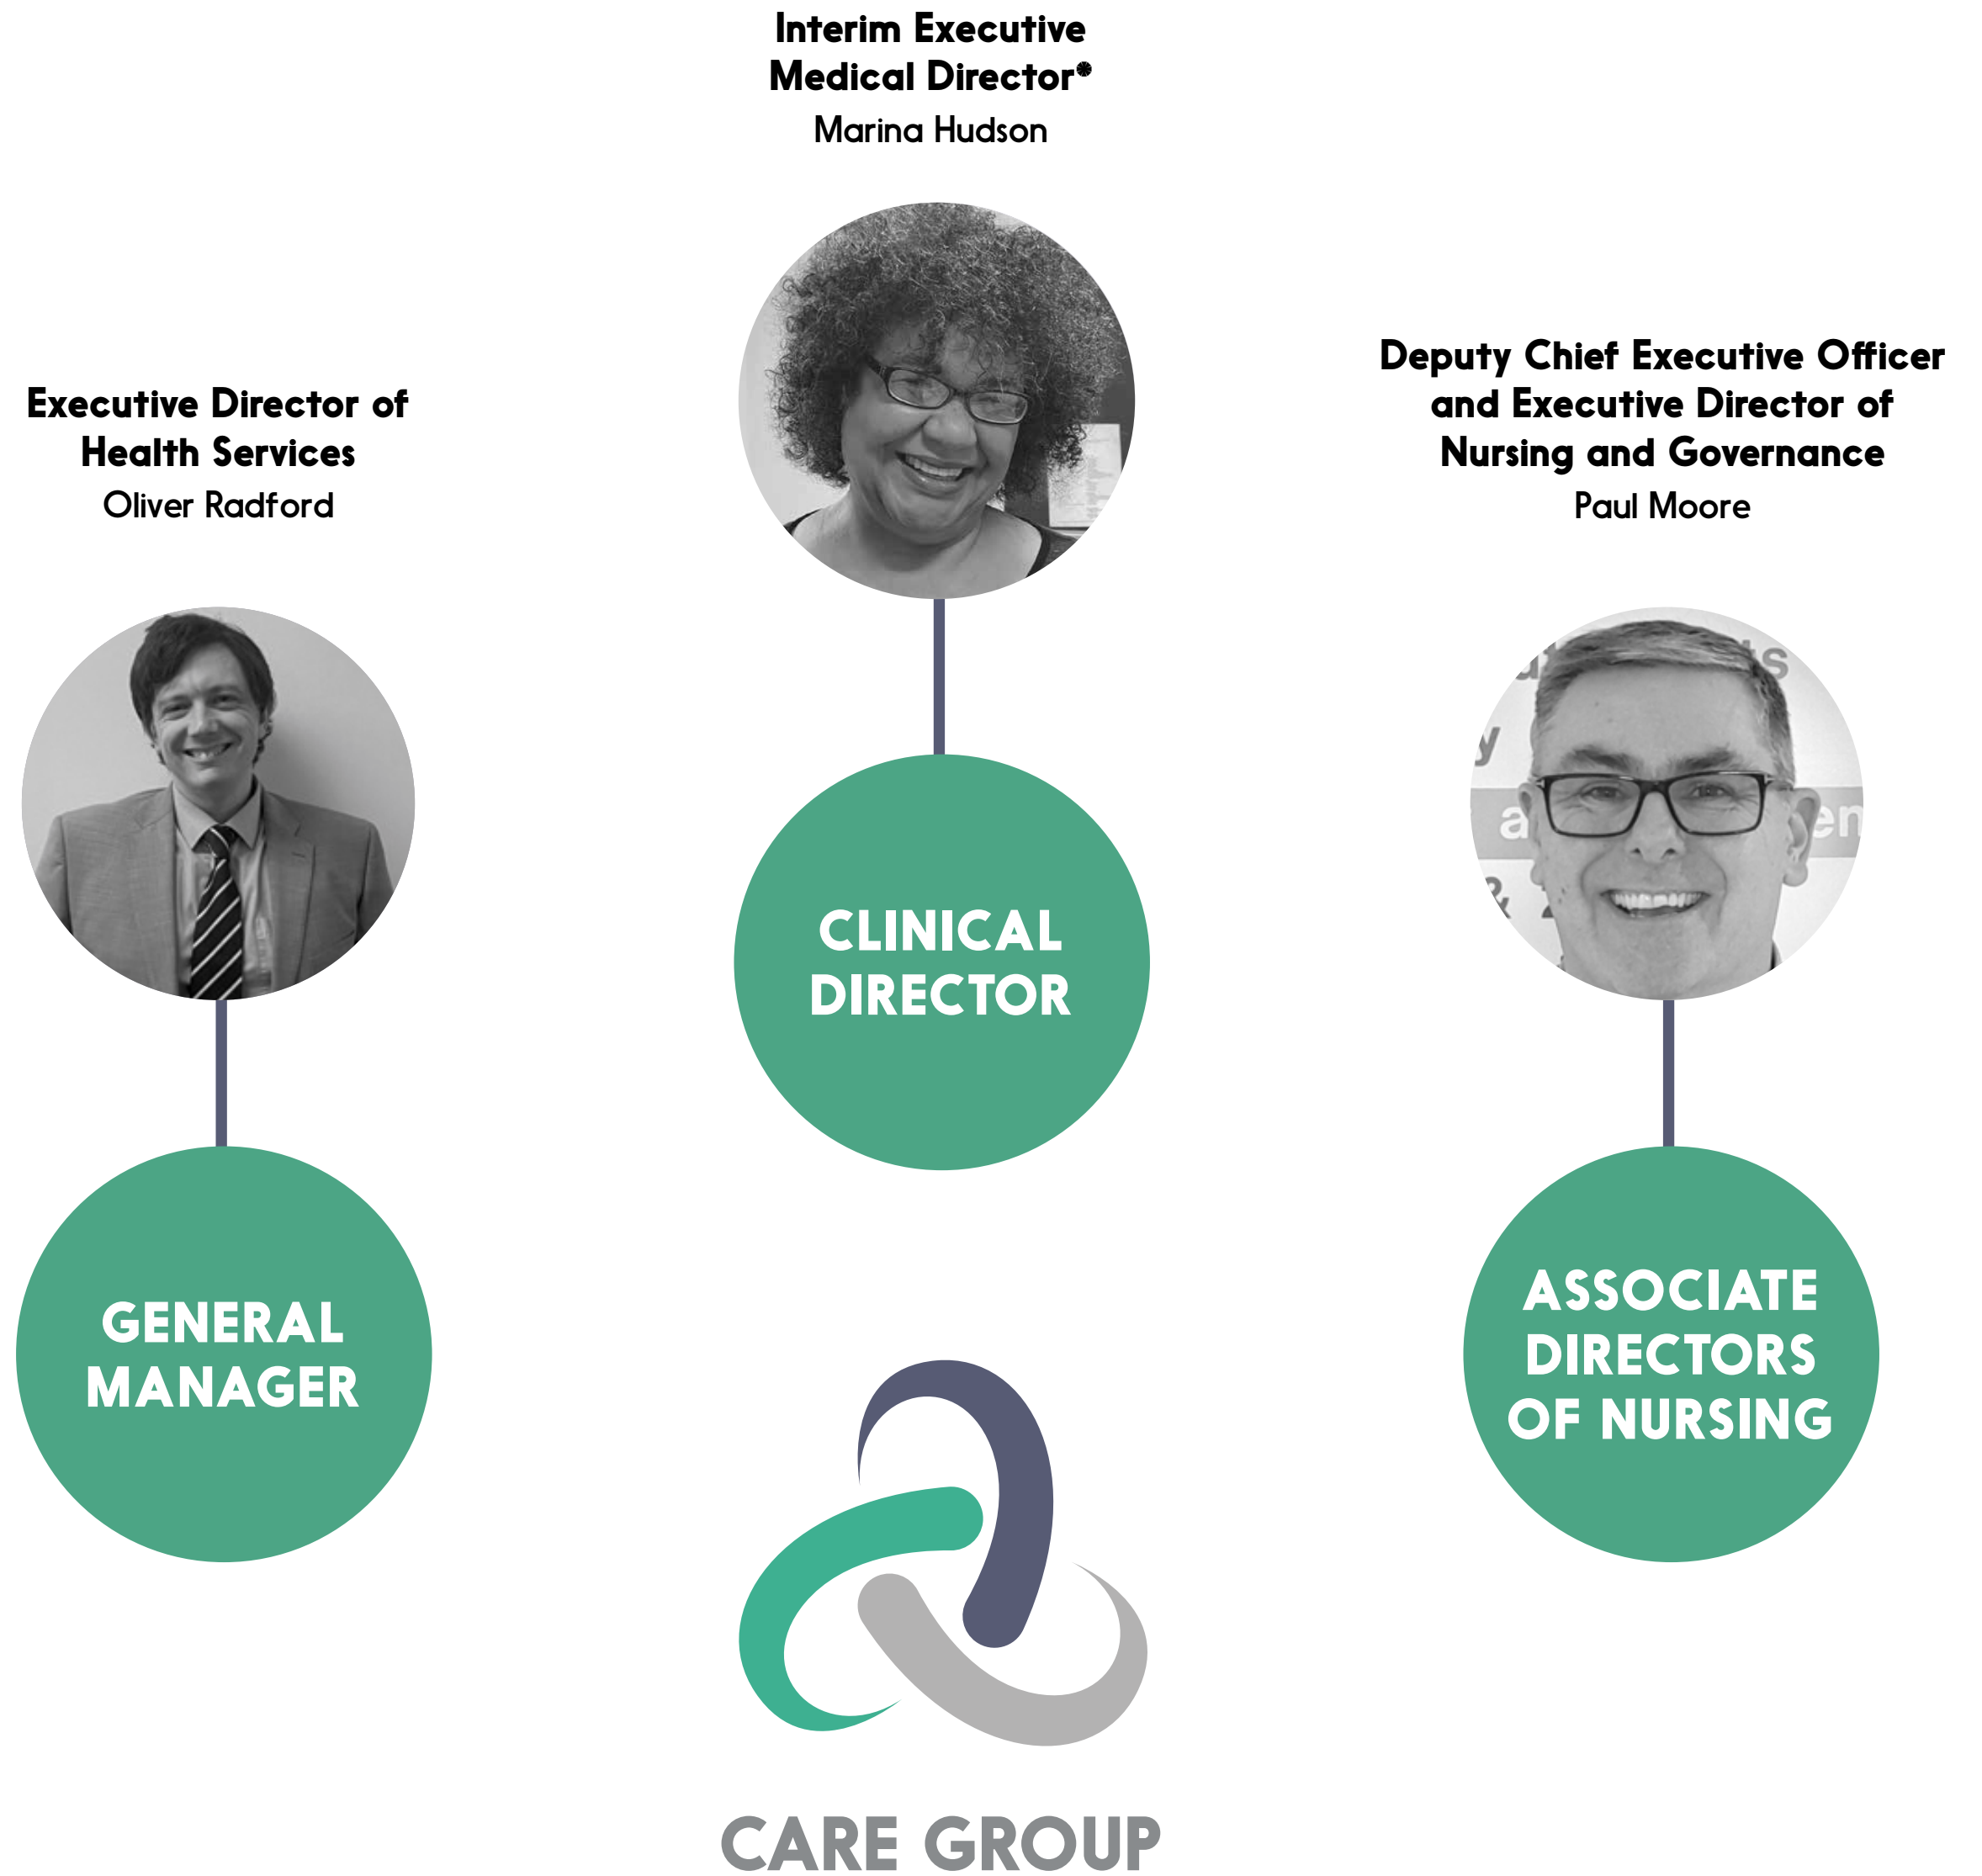 Interim Executive
Medical Director*
Marina Hudson
Executive Director of
Health Services
Oliver Radford
Deputy Chief Executive Officer
and Executive Director of
Nursing and Governance
Paul Moore
CLINICAL
DIRECTOR
GENERAL
MANAGER
ASSOCIATE
DIRECTORS
OF NURSING
CARE GROUP